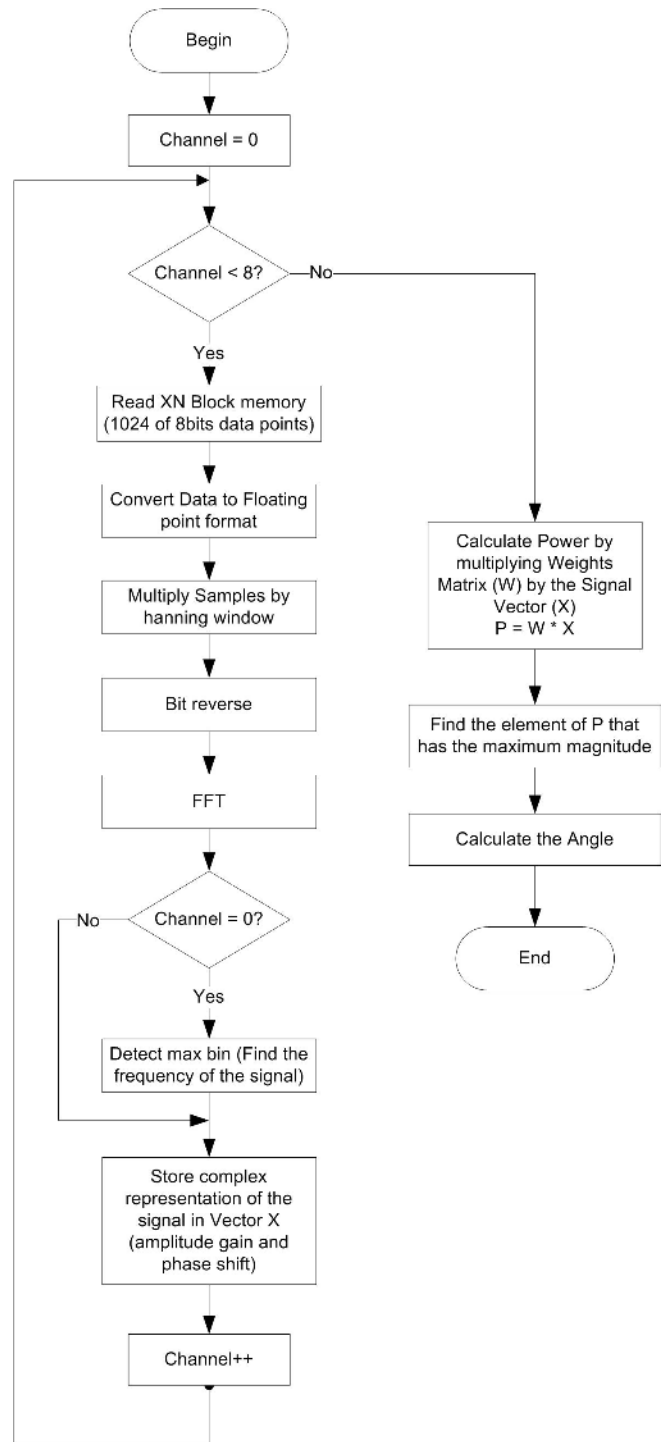 Begin
Channel = 0
Channel < 8?
No
Yes
Read XN Block memory
(1024 of 8bits data points)
Convert Data to Floating
point format
Multiply Samples by
hanning window
Bit reverse
FFT
Channel = 0?
No
Yes
Detect max bin (Find the
frequency of the signal)
Store complex
representation of the
signal in Vector X
(amplitude gain and
phase shift)
Channel++
Calculate Power by
multiplying Weights
Matrix (W) by the Signal
Vector (X)
P = W * X
Find the element of P that
has the maximum magnitude
Calculate the Angle
End